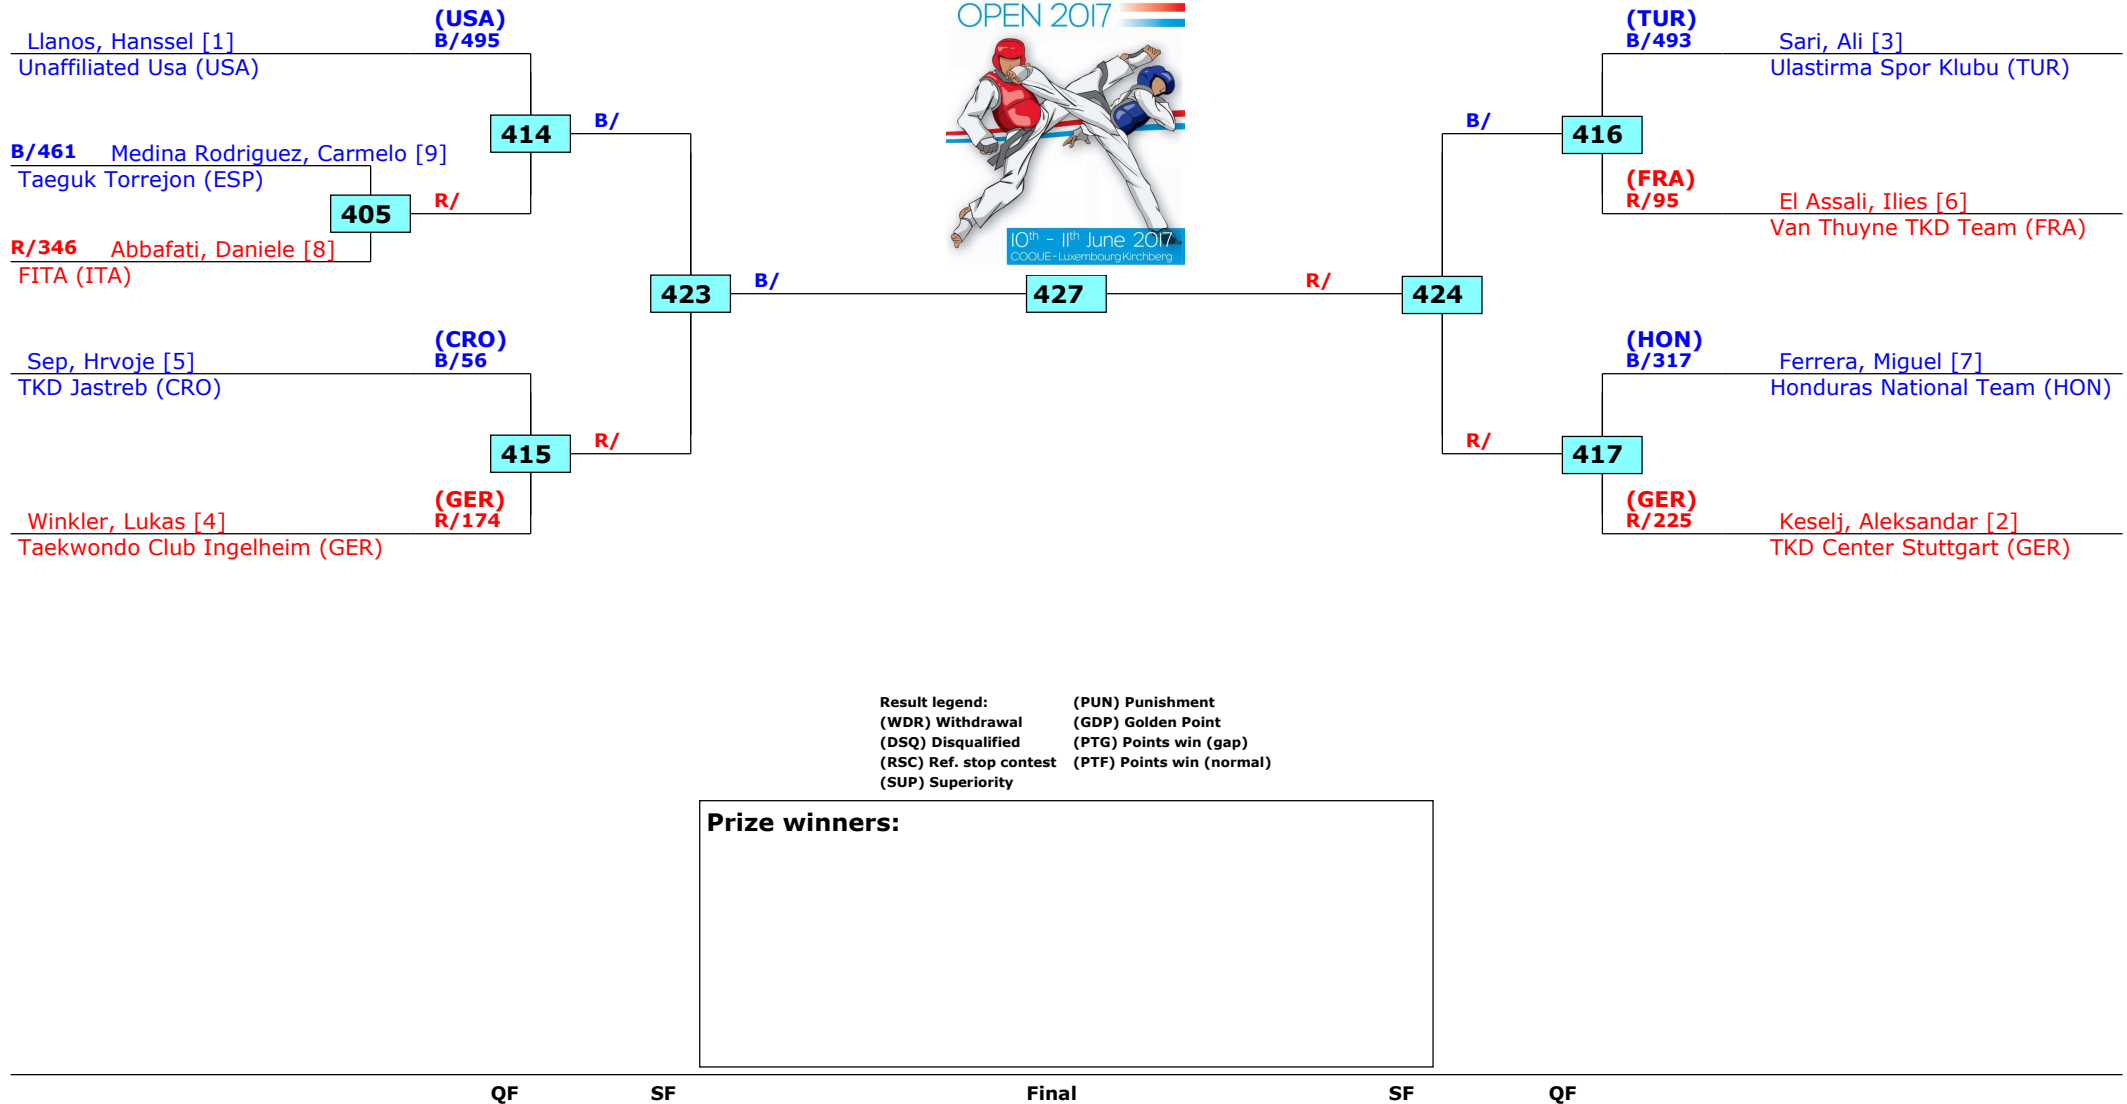 OPEN 2017
10th - 11th June 2017
COQUE - Luxembourg Kirchberg
(USA)
Llanos, Hanssel [1] B/495
Unaffiliated Usa (USA)
414
B/
B/461 Medina Rodriguez, Carmelo [9]
Taeguk Torrejon (ESP)
405
R/
R/346 Abbafati, Daniele [8]
FITA (ITA)
423
B/
427
R/
424
(CRO)
Sep, Hrvoje [5] B/56
TKD Jastreb (CRO)
415
R/
(GER)
Winkler, Lukas [4] R/174
Taekwondo Club Ingelheim (GER)
(TUR)
B/493 Sari, Ali [3]
Ulastirma Spor Klubu (TUR)
B/
416
(FRA)
R/95 El Assali, Ilies [6]
Van Thuyne TKD Team (FRA)
(HON)
B/317 Ferrera, Miguel [7]
Honduras National Team (HON)
R/
417
(GER)
R/225 Keselj, Aleksandar [2]
TKD Center Stuttgart (GER)
Result legend: (PUN) Punishment
(WDR) Withdrawal (GDP) Golden Point
(DSQ) Disqualified (PTG) Points win (gap)
(RSC) Ref. stop contest (PTF) Points win (normal)
(SUP) Superiority
Prize winners:
QF SF Final SF QF